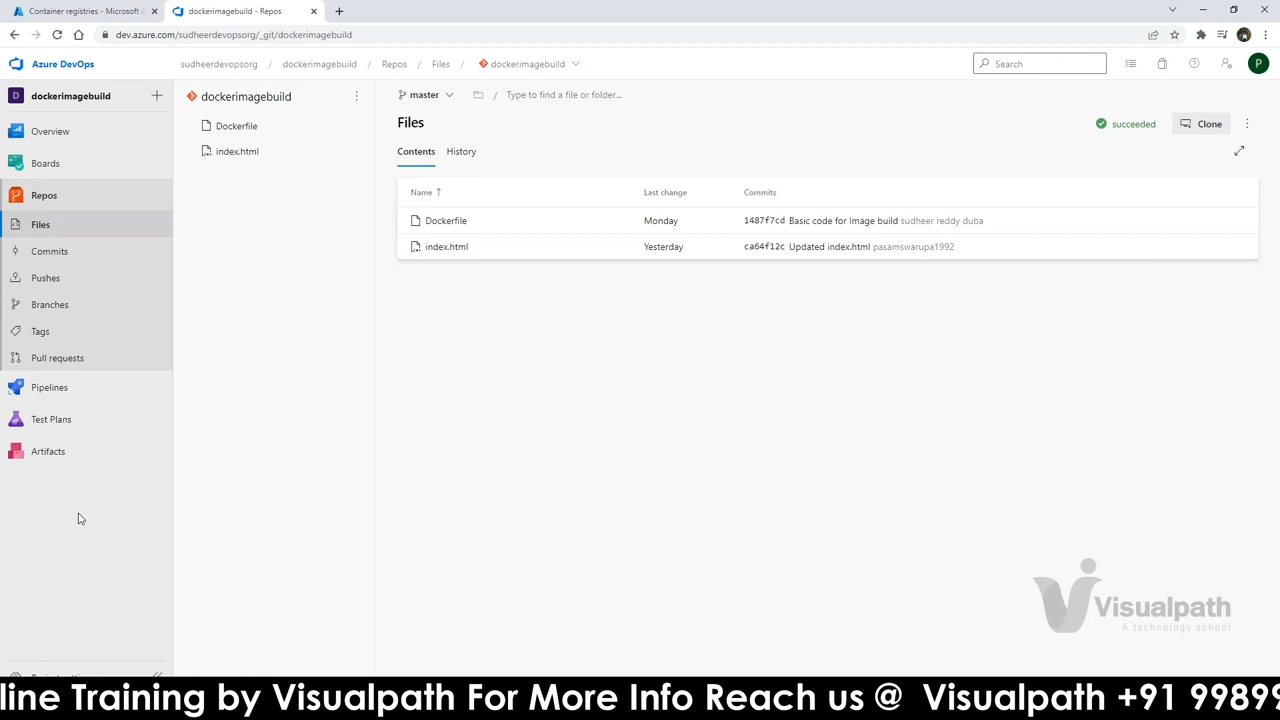 Container registries - Microsoft A
dockerimagebuild - Repos
dev.azure.com/sudheerdevopsorg/_git/dockerimagebuild
Azure DevOps
sudheerdevopsorg / dockerimagebuild / Repos / Files / dockerimagebuild
Search
P
D dockerimagebuild
Overview
Boards
Repos
Files
Commits
Pushes
Branches
Tags
Pull requests
Pipelines
Test Plans
Artifacts
dockerimagebuild
Dockerfile
index.html
master / Type to find a file or folder...
Files
succeeded
Clone
Contents History
Name ↑ Last change Commits
Dockerfile Monday 1487f7cd Basic code for Image build sudheer reddy duba
index.html Yesterday ca64f12c Updated index.html pasamswarupa1992
Visualpath
A technology school
line Training by Visualpath For More Info Reach us @ Visualpath +91 99899